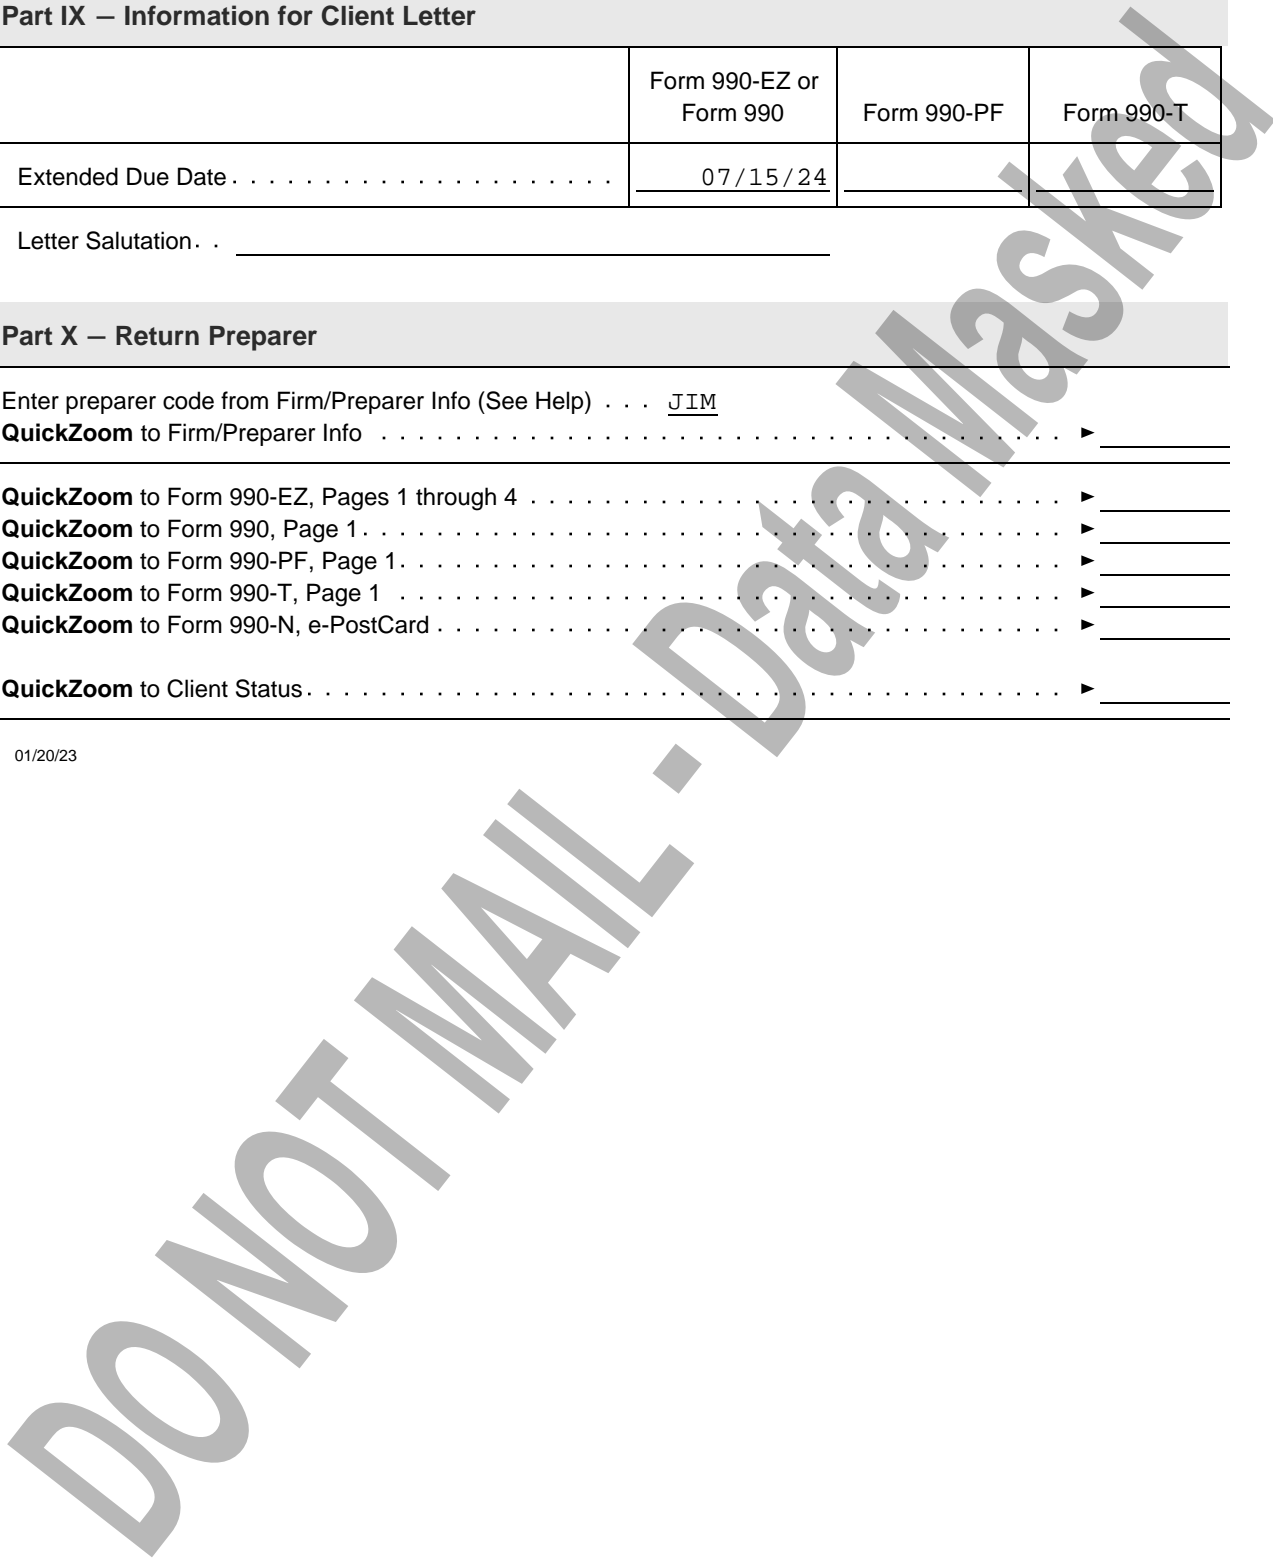 Part IX — Information for Client Letter
Form 990-EZ or
Form 990
Form 990-PF
Form 990-T
Extended Due Date . . . . . . . . . . . . . . . . . . . . . 07/15/24
Letter Salutation . .
Part X — Return Preparer
Enter preparer code from Firm/Preparer Info (See Help) . . . JIM
QuickZoom to Firm/Preparer Info . . . . . . . . . . . . . . . . . . . . . . . . . . . . . . . . . . . . . ►
QuickZoom to Form 990-EZ, Pages 1 through 4 . . . . . . . . . . . . . . . . . . . . . . . . . . . . . ►
QuickZoom to Form 990, Page 1 . . . . . . . . . . . . . . . . . . . . . . . . . . . . . . . . . . . . . . ►
QuickZoom to Form 990-PF, Page 1 . . . . . . . . . . . . . . . . . . . . . . . . . . . . . . . . . . . . ►
QuickZoom to Form 990-T, Page 1 . . . . . . . . . . . . . . . . . . . . . . . . . . . . . . . . . . . . ►
QuickZoom to Form 990-N, e-PostCard . . . . . . . . . . . . . . . . . . . . . . . . . . . . . . . . . . ►
QuickZoom to Client Status . . . . . . . . . . . . . . . . . . . . . . . . . . . . . . . . . . . . . . . . . ►
01/20/23
DO NOT MAIL - Data Masked